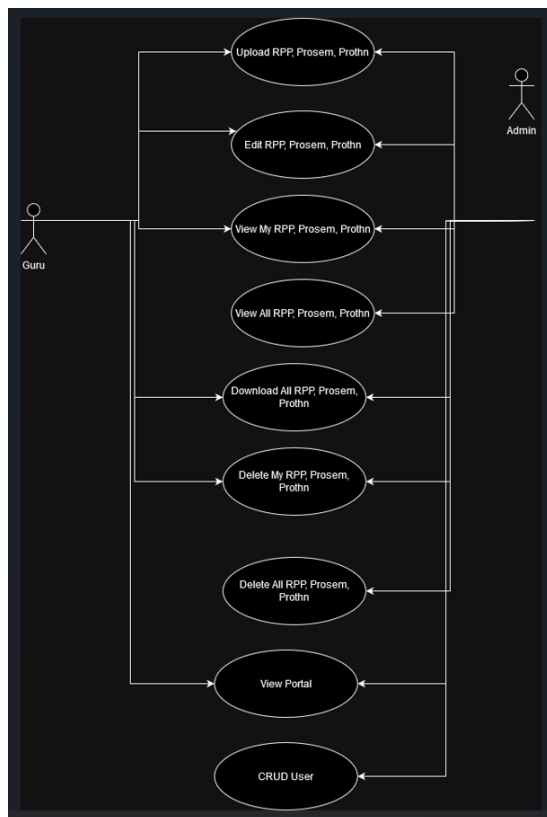 Upload RPP, Prosem, Prothn
Admin
Edit RPP, Prosem, Prothn
View My RPP, Prosem, Prothn
Guru
View All RPP, Prosem, Prothn
Download All RPP, Prosem,
Prothn
Delete My RPP, Prosem,
Prothn
Delete All RPP, Prosem,
Prothn
View Portal
CRUD User